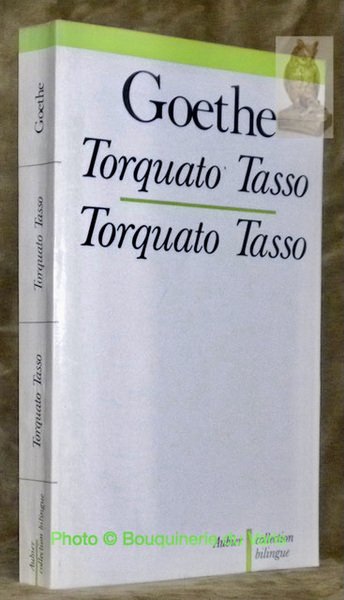 Goethe
Torquato Tasso
Torquato Tasso
Aubier
collection
bilingue
Goethe
Torquato Tasso
Torquato Tasso
Aubier
collection bilingue
Photo © Bouquinerie